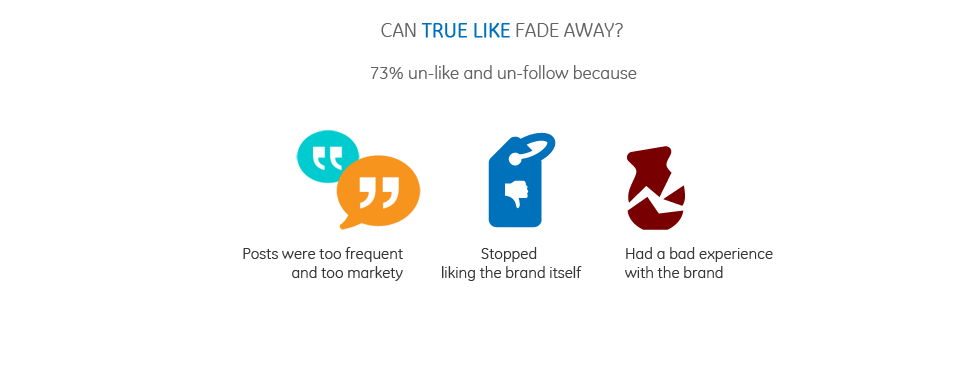 CAN TRUE LIKE FADE AWAY?
73% un-like and un-follow because
Posts were too frequent
and too markety
Stopped
liking the brand itself
Had a bad experience
with the brand